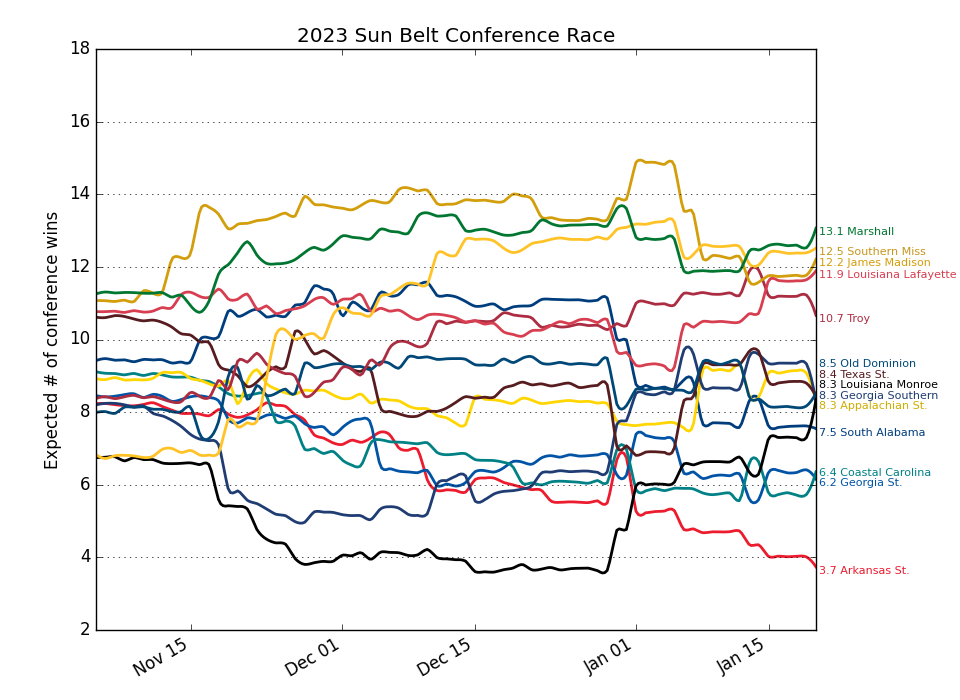 2023 Sun Belt Conference Race
Expected # of conference wins
18
16
14
12
10
8
6
4
2
Nov 15
Dec 01
Dec 15
Jan 01
Jan 15
13.1 Marshall
12.5 Southern Miss
12.2 James Madison
11.9 Louisiana Lafayette
10.7 Troy
8.5 Old Dominion
8.4 Texas St.
8.3 Louisiana Monroe
8.3 Georgia Southern
8.3 Appalachian St.
7.5 South Alabama
6.4 Coastal Carolina
6.2 Georgia St.
3.7 Arkansas St.